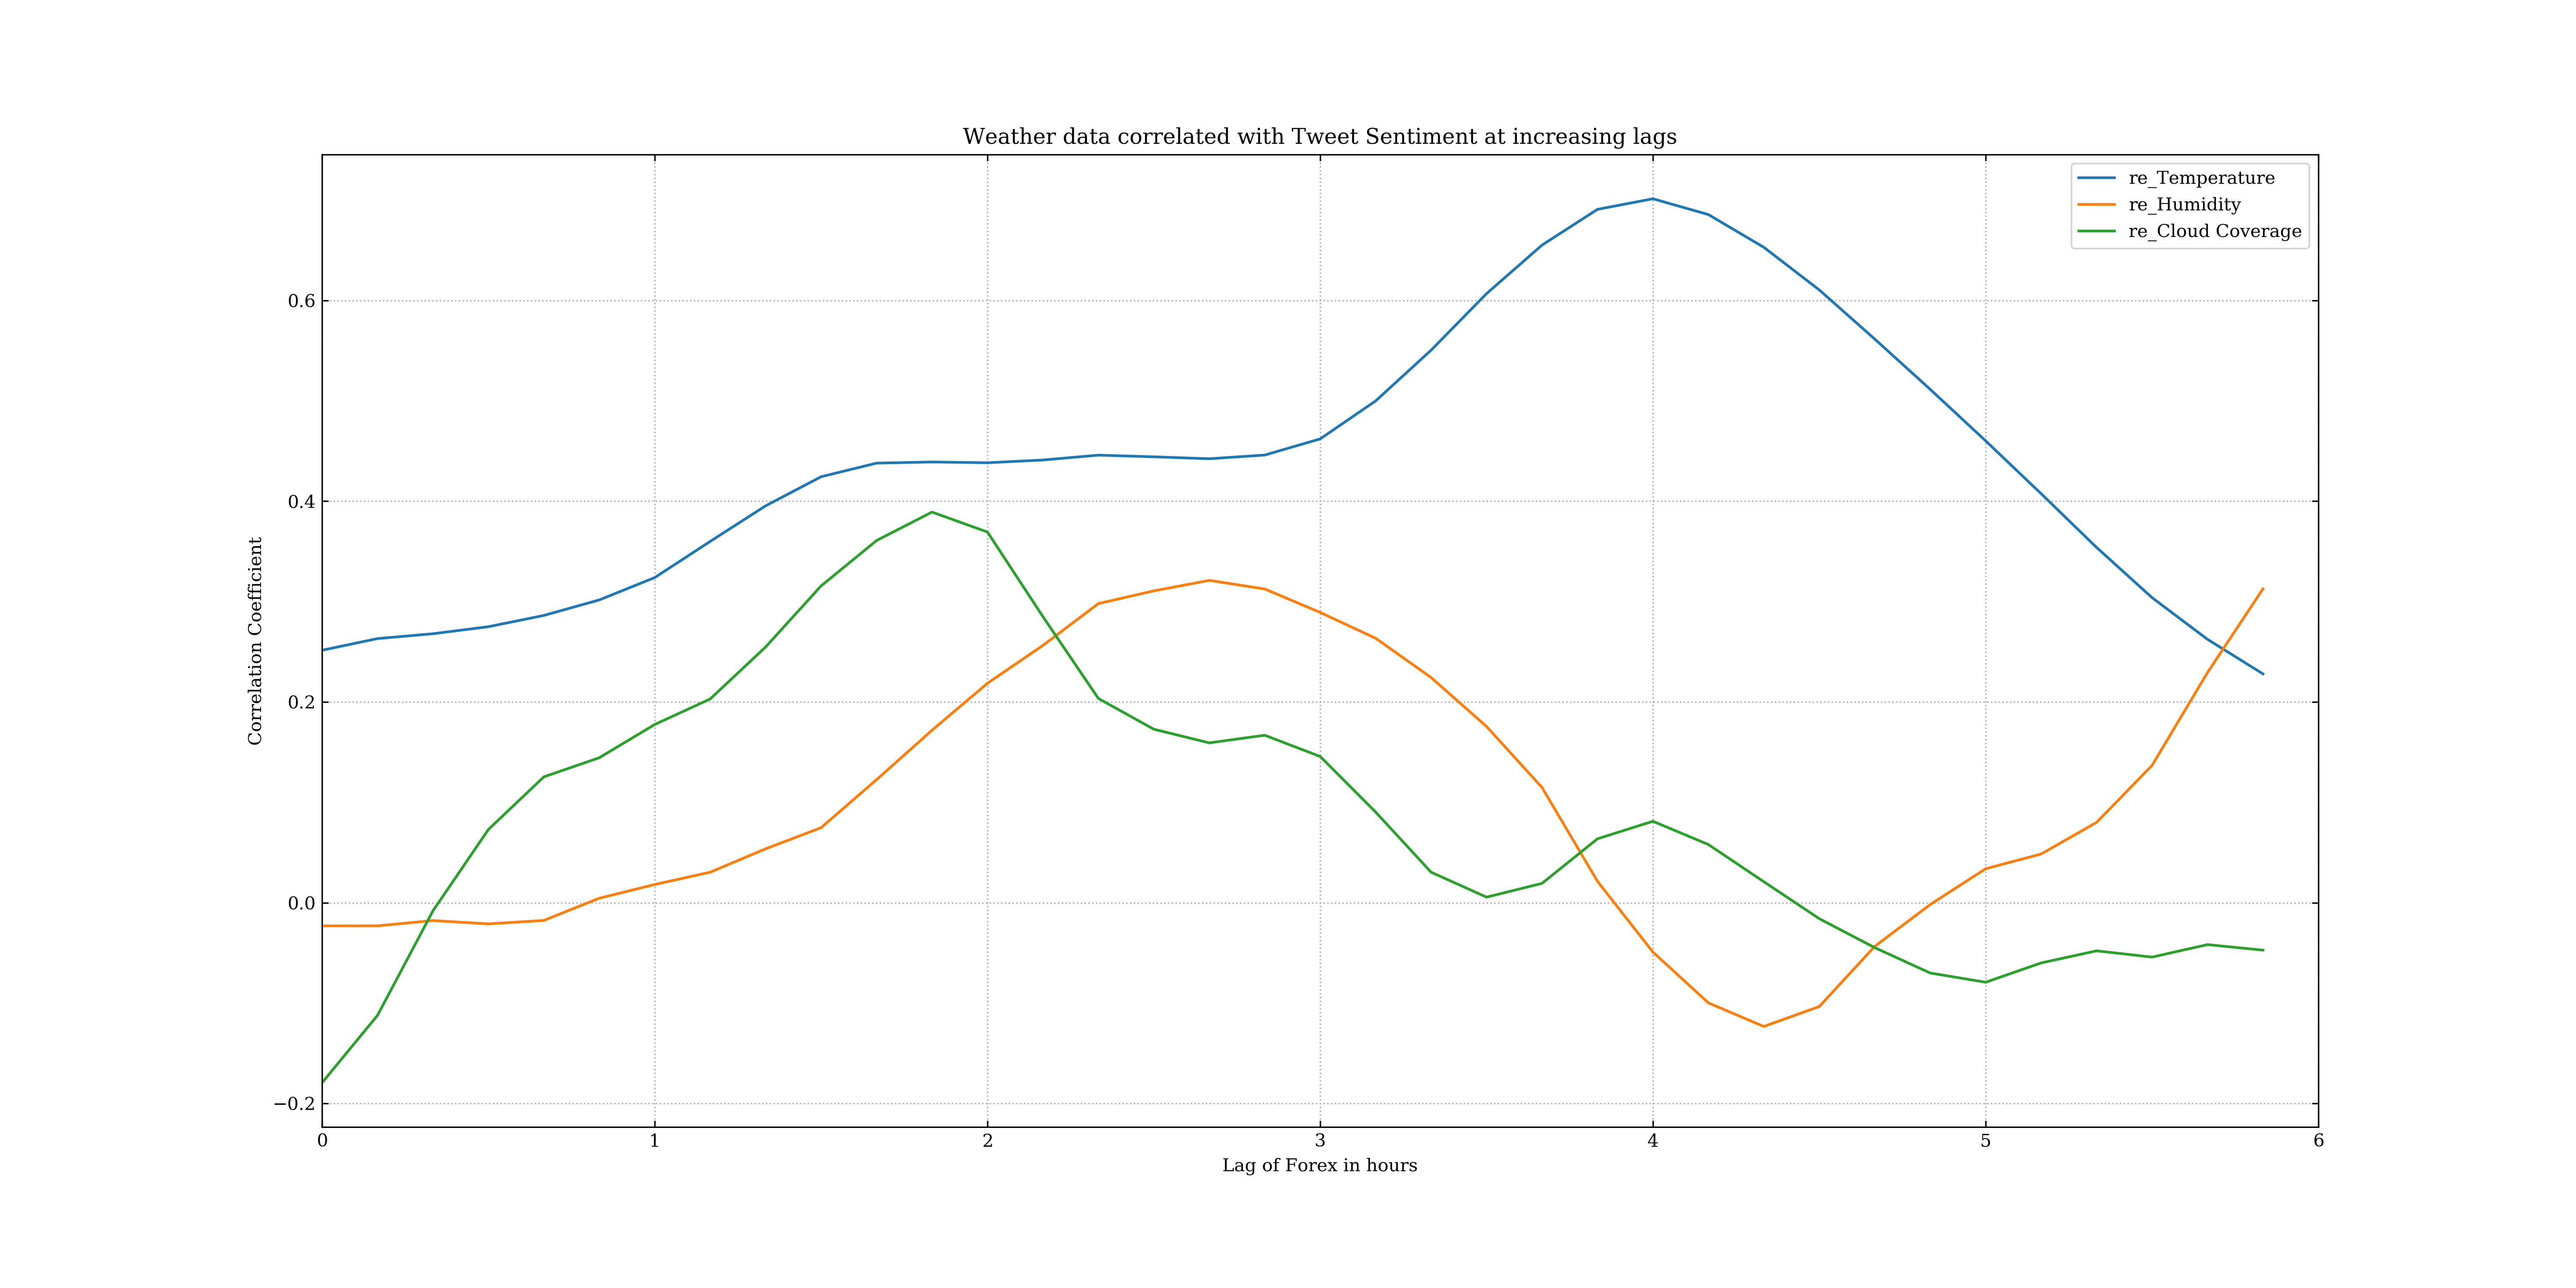 Weather data correlated with Tweet Sentiment at increasing lags
re_Temperature
re_Humidity
re_Cloud Coverage
Correlation Coefficient
0.6
0.4
0.2
0.0
−0.2
0 1 2 3 4 5 6
Lag of Forex in hours